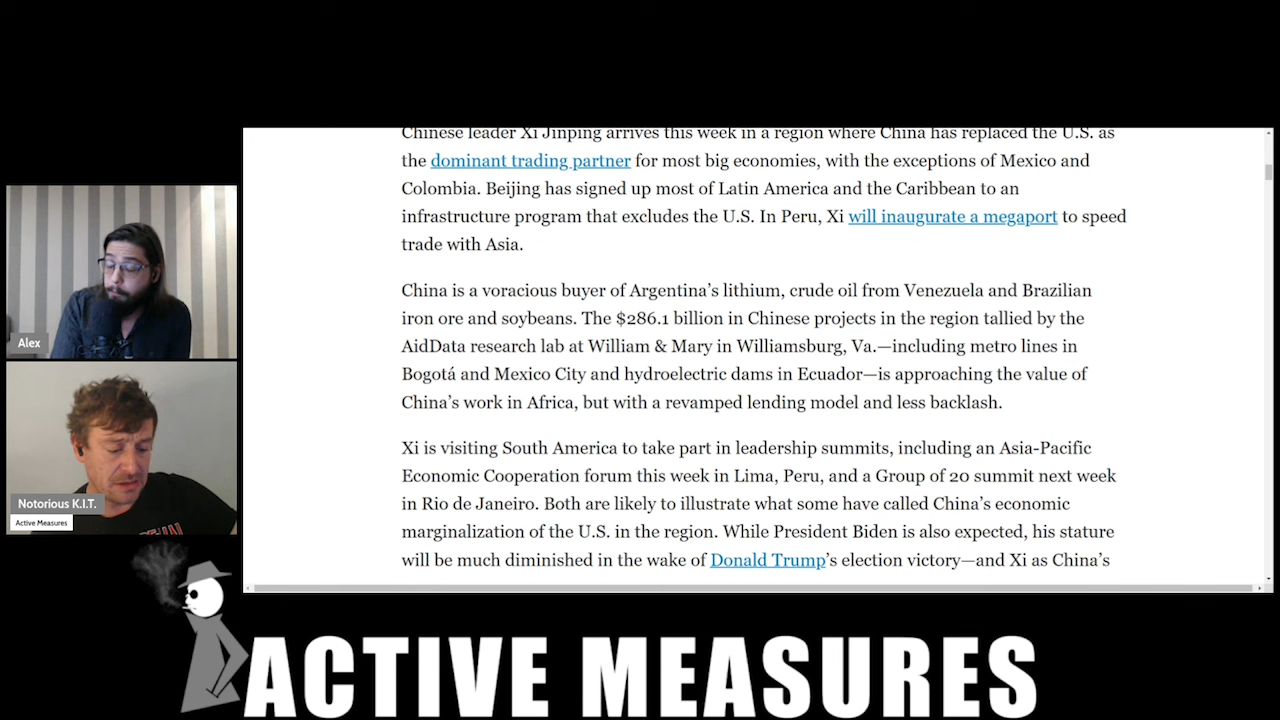 Chinese leader Xi Jinping arrives this week in a region where China has replaced the U.S. as
the dominant trading partner for most big economies, with the exceptions of Mexico and
Colombia. Beijing has signed up most of Latin America and the Caribbean to an
infrastructure program that excludes the U.S. In Peru, Xi will inaugurate a megaport to speed
trade with Asia.
China is a voracious buyer of Argentina’s lithium, crude oil from Venezuela and Brazilian
iron ore and soybeans. The $286.1 billion in Chinese projects in the region tallied by the
AidData research lab at William & Mary in Williamsburg, Va.—including metro lines in
Bogotá and Mexico City and hydroelectric dams in Ecuador—is approaching the value of
China’s work in Africa, but with a revamped lending model and less backlash.
Xi is visiting South America to take part in leadership summits, including an Asia-Pacific
Economic Cooperation forum this week in Lima, Peru, and a Group of 20 summit next week
in Rio de Janeiro. Both are likely to illustrate what some have called China’s economic
marginalization of the U.S. in the region. While President Biden is also expected, his stature
will be much diminished in the wake of Donald Trump’s election victory—and Xi as China’s
Alex
Notorious K.I.T.
Active Measures
ACTIVE MEASURES